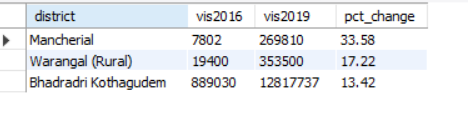 district vis2016 vis2019 pct_change
Mancherial 7802 269810 33.58
Warangal (Rural) 19400 353500 17.22
Bhadradri Kothagudem 889030 12817737 13.42